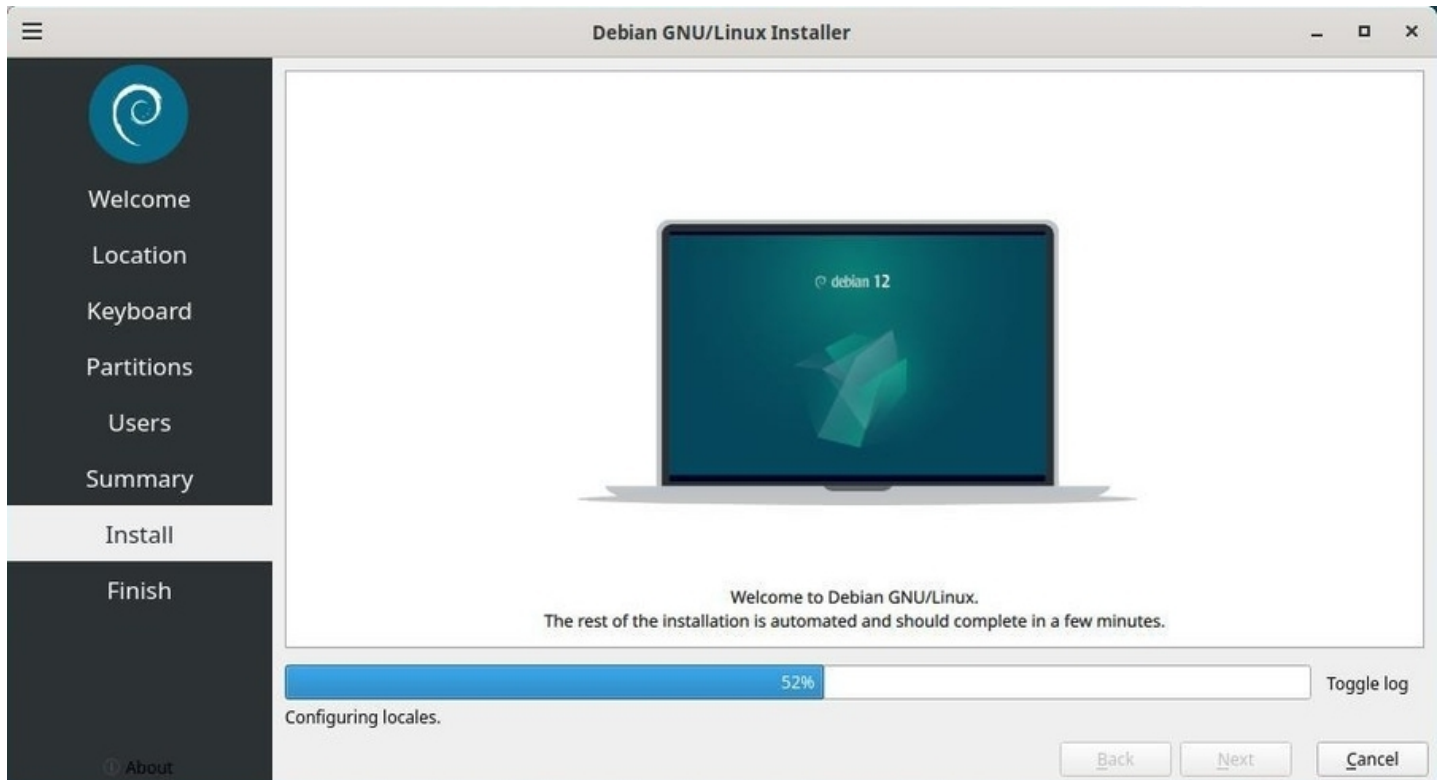 Debian GNU/Linux Installer
Welcome
Location
Keyboard
Partitions
Users
Summary
Install
Finish
About
debian 12
Welcome to Debian GNU/Linux.
The rest of the installation is automated and should complete in a few minutes.
52%
Toggle log
Configuring locales.
Back
Next
Cancel